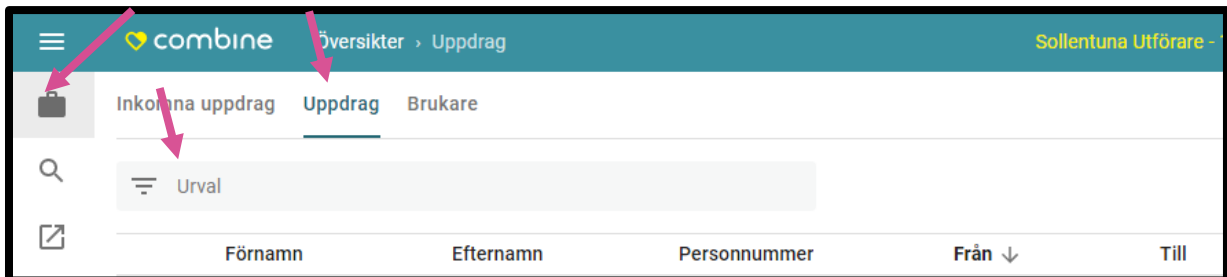 combine Översikter › Uppdrag Sollentuna Utförare -
Inkomna uppdrag Uppdrag Brukare
Urval
Förnamn Efternamn Personnummer Från ↓ Till